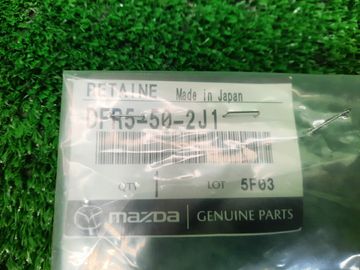 RETAINE Made in Japan
DFR5-50-2J1
QTY 1 LOT 5F03
mazda GENUINE PARTS